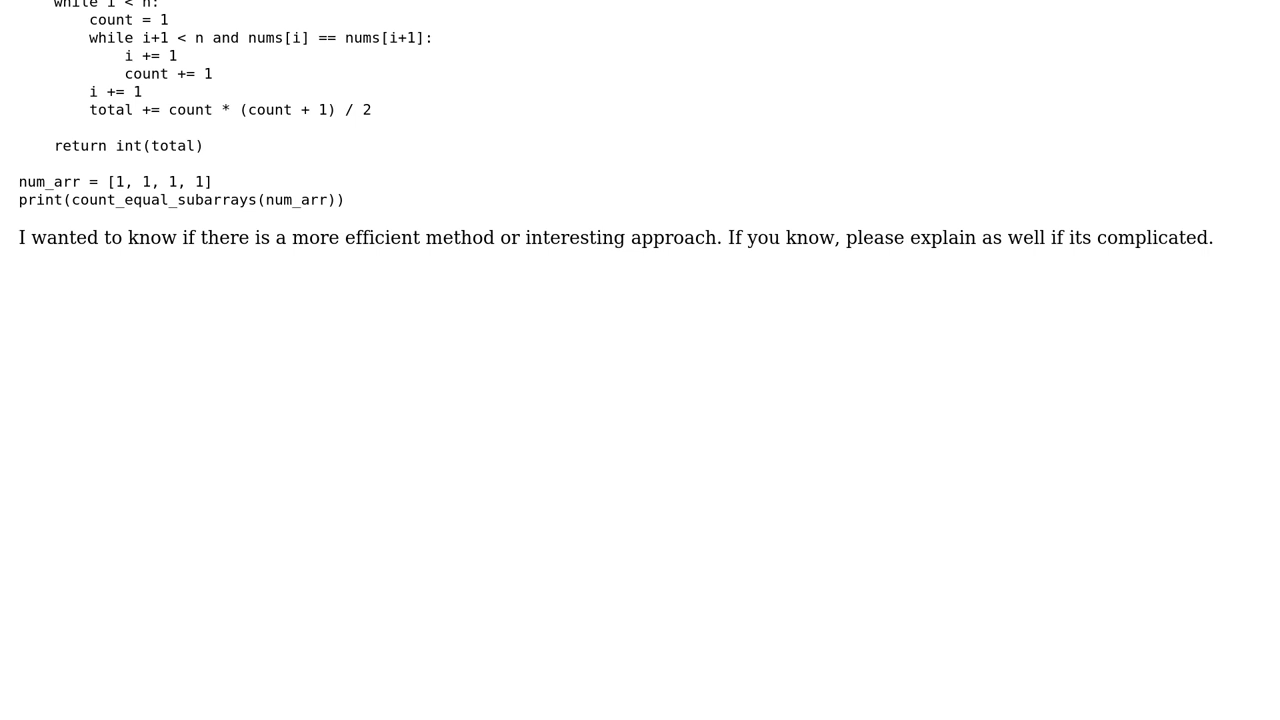 while i < n:
count = 1
while i+1 < n and nums[i] == nums[i+1]:
i += 1
count += 1
i += 1
total += count * (count + 1) / 2
return int(total)
num_arr = [1, 1, 1, 1]
print(count_equal_subarrays(num_arr))
I wanted to know if there is a more efficient method or interesting approach. If you know, please explain as well if its complicated.